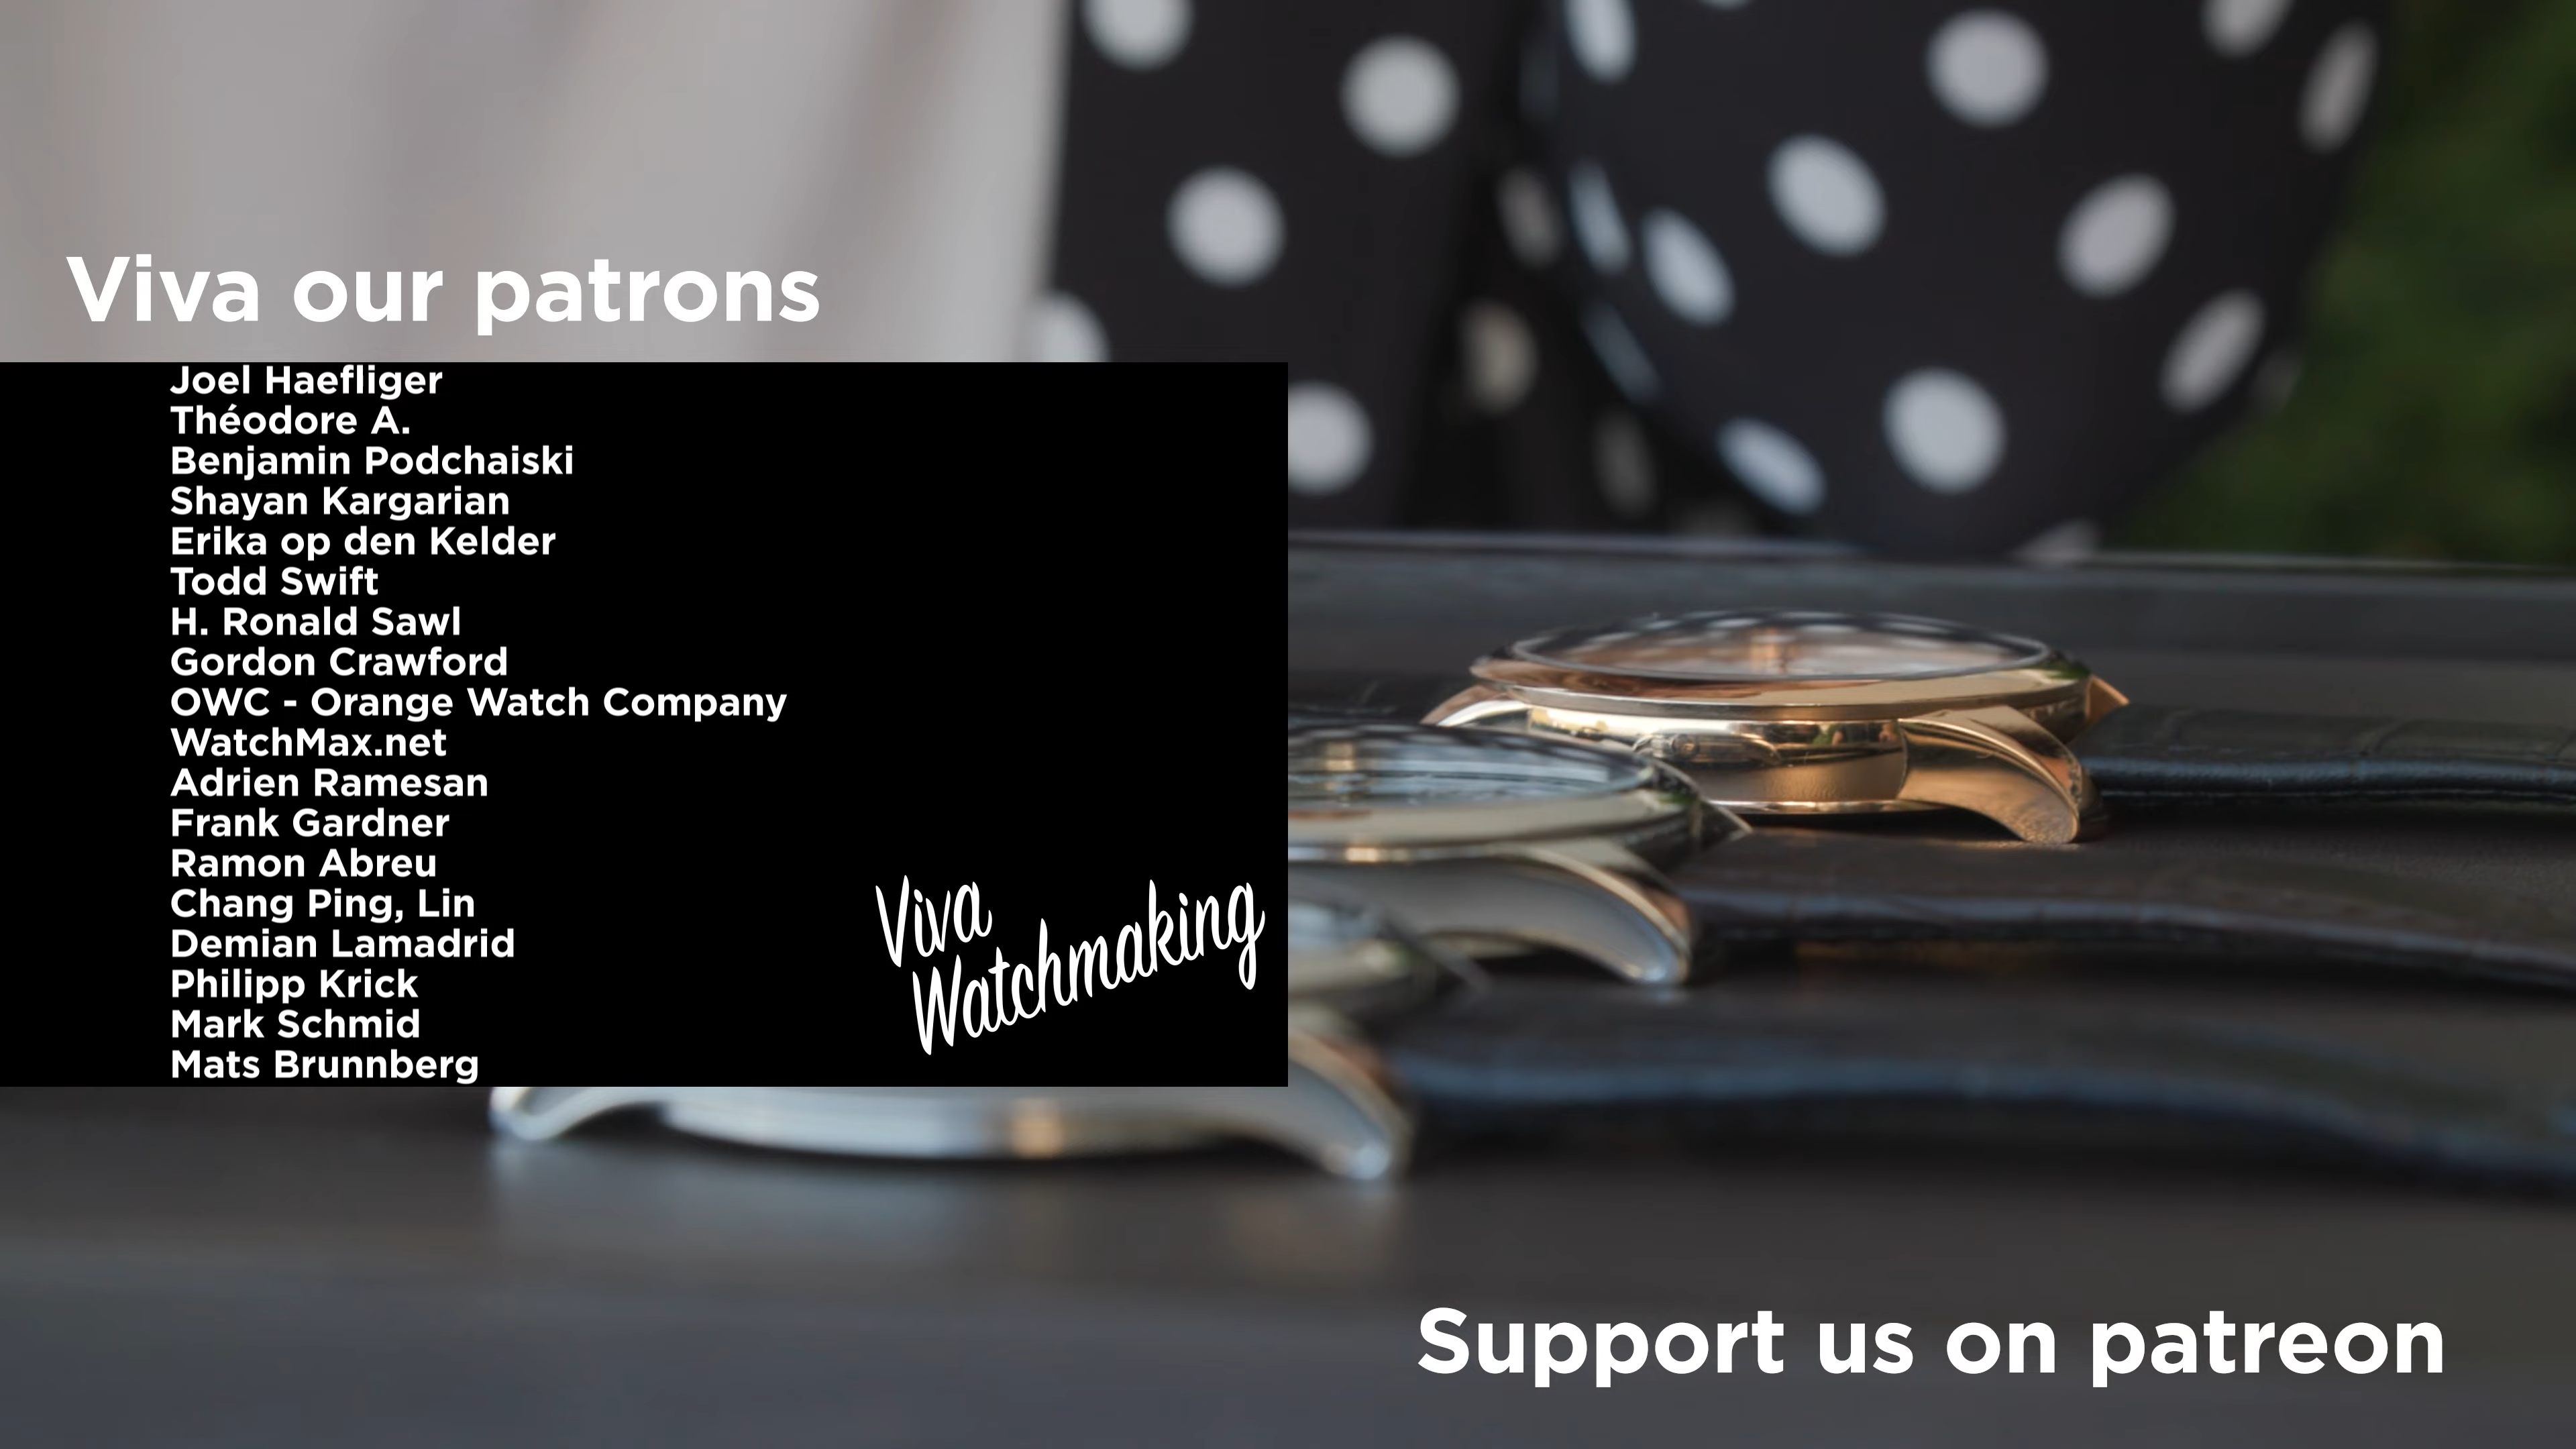 Viva our patrons
Joel Haefliger
Théodore A.
Benjamin Podchaiski
Shayan Kargarian
Erika op den Kelder
Todd Swift
H. Ronald Sawl
Gordon Crawford
OWC - Orange Watch Company
WatchMax.net
Adrien Ramesan
Frank Gardner
Ramon Abreu
Chang Ping, Lin
Demian Lamadrid
Philipp Krick
Mark Schmid
Mats Brunnberg
Viva
Watchmaking
Support us on patreon